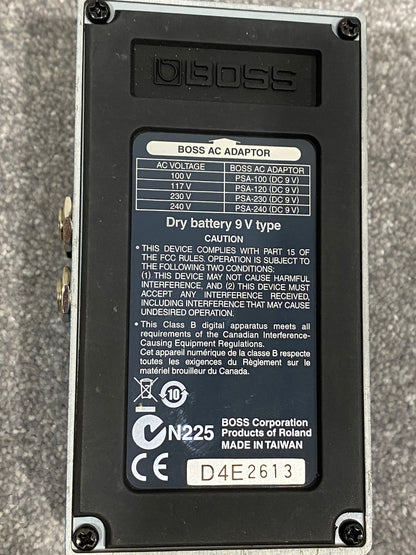 BOSS
BOSS AC ADAPTOR
AC VOLTAGE BOSS AC ADAPTOR
100 V PSA-100 (DC 9 V)
117 V PSA-120 (DC 9 V)
230 V PSA-230 (DC 9 V)
240 V PSA-240 (DC 9 V)
Dry battery 9 V type
CAUTION
• THIS DEVICE COMPLIES WITH PART 15 OF
THE FCC RULES. OPERATION IS SUBJECT TO
THE FOLLOWING TWO CONDITIONS:
(1) THIS DEVICE MAY NOT CAUSE HARMFUL
INTERFERENCE, AND (2) THIS DEVICE MUST
ACCEPT ANY INTERFERENCE RECEIVED,
INCLUDING INTERFERENCE THAT MAY CAUSE
UNDESIRED OPERATION.
• This Class B digital apparatus meets all
requirements of the Canadian Interference-
Causing Equipment Regulations.
Cet appareil numérique de la classe B respecte
toutes les exigences du Règlement sur le
matériel brouilleur du Canada.
10
N225
BOSS Corporation
Products of Roland
MADE IN TAIWAN
CE
D4E2613